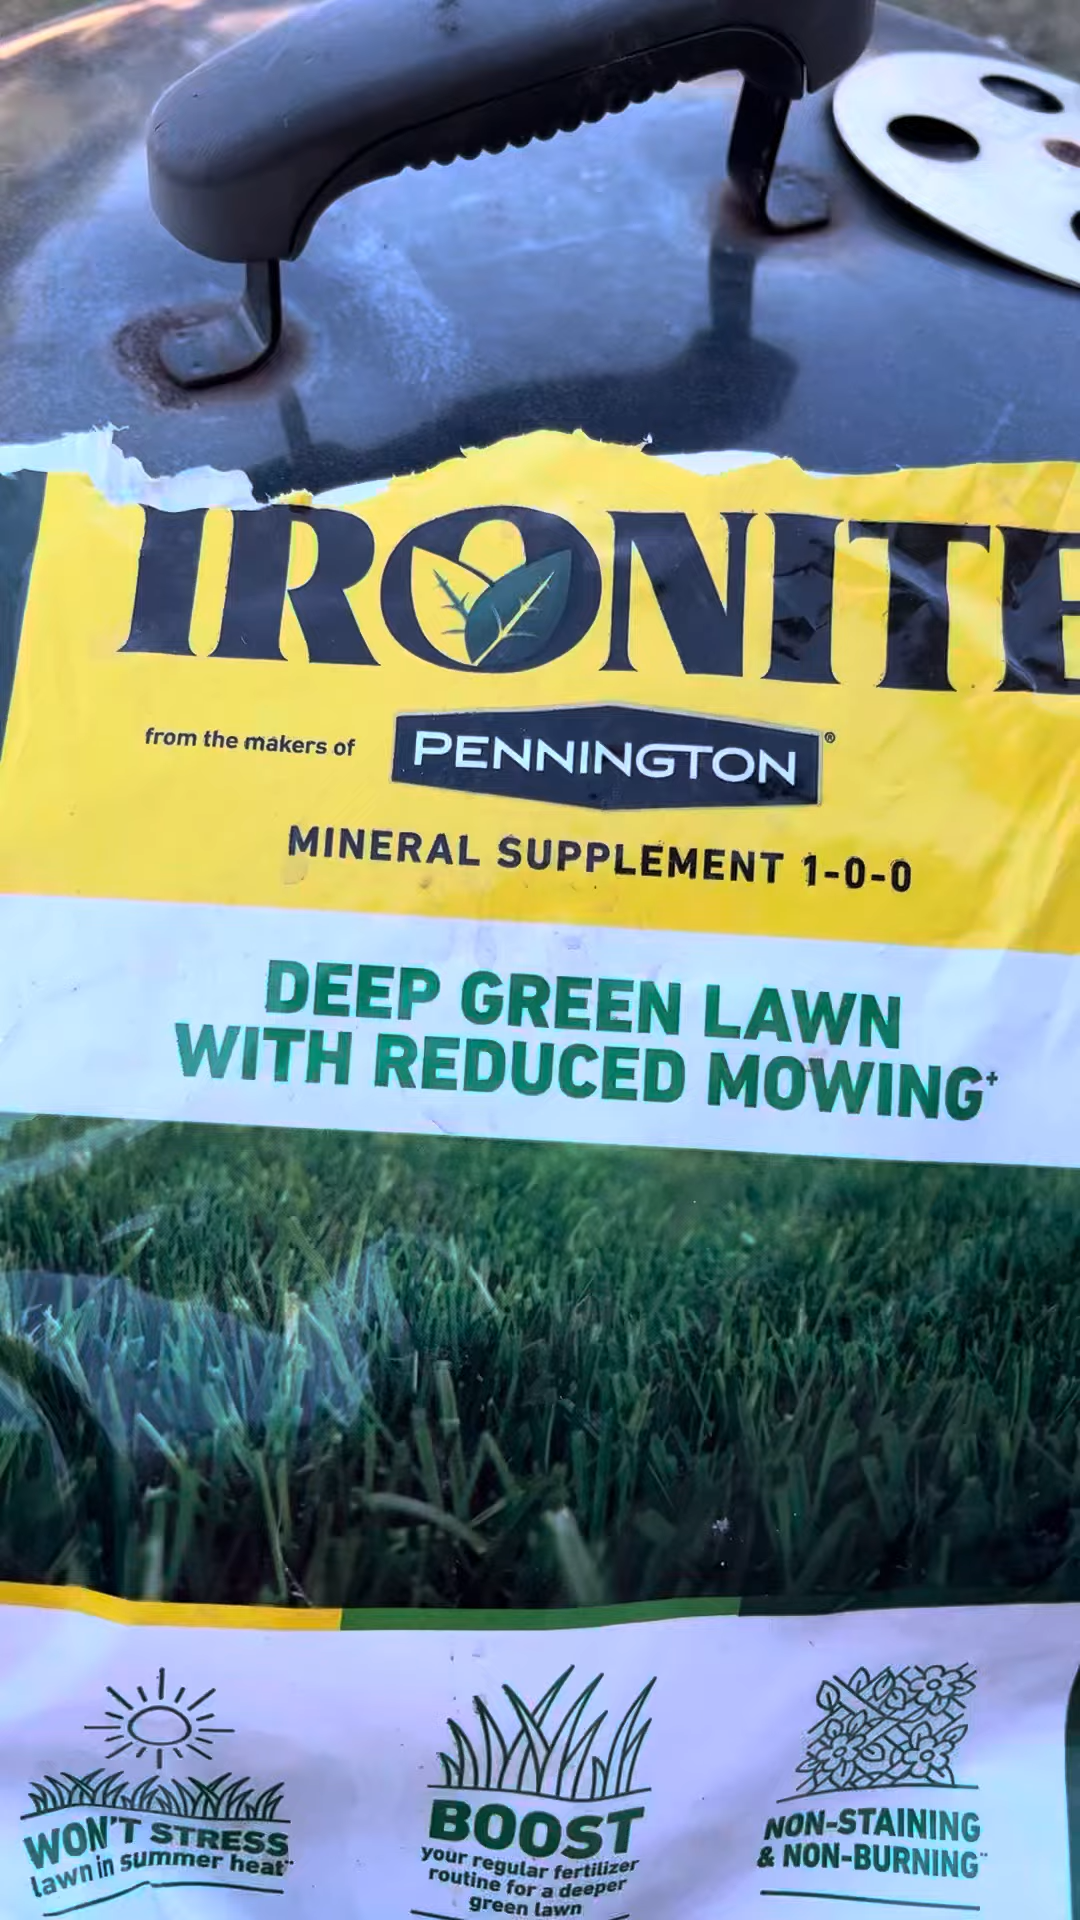 IRONITE
from the makers of PENNINGTON®
MINERAL SUPPLEMENT 1-0-0
DEEP GREEN LAWN
WITH REDUCED MOWING+
WON'T STRESS
lawn in summer heat**
BOOST
your regular fertilizer
routine for a deeper
green lawn
NON-STAINING
& NON-BURNING**